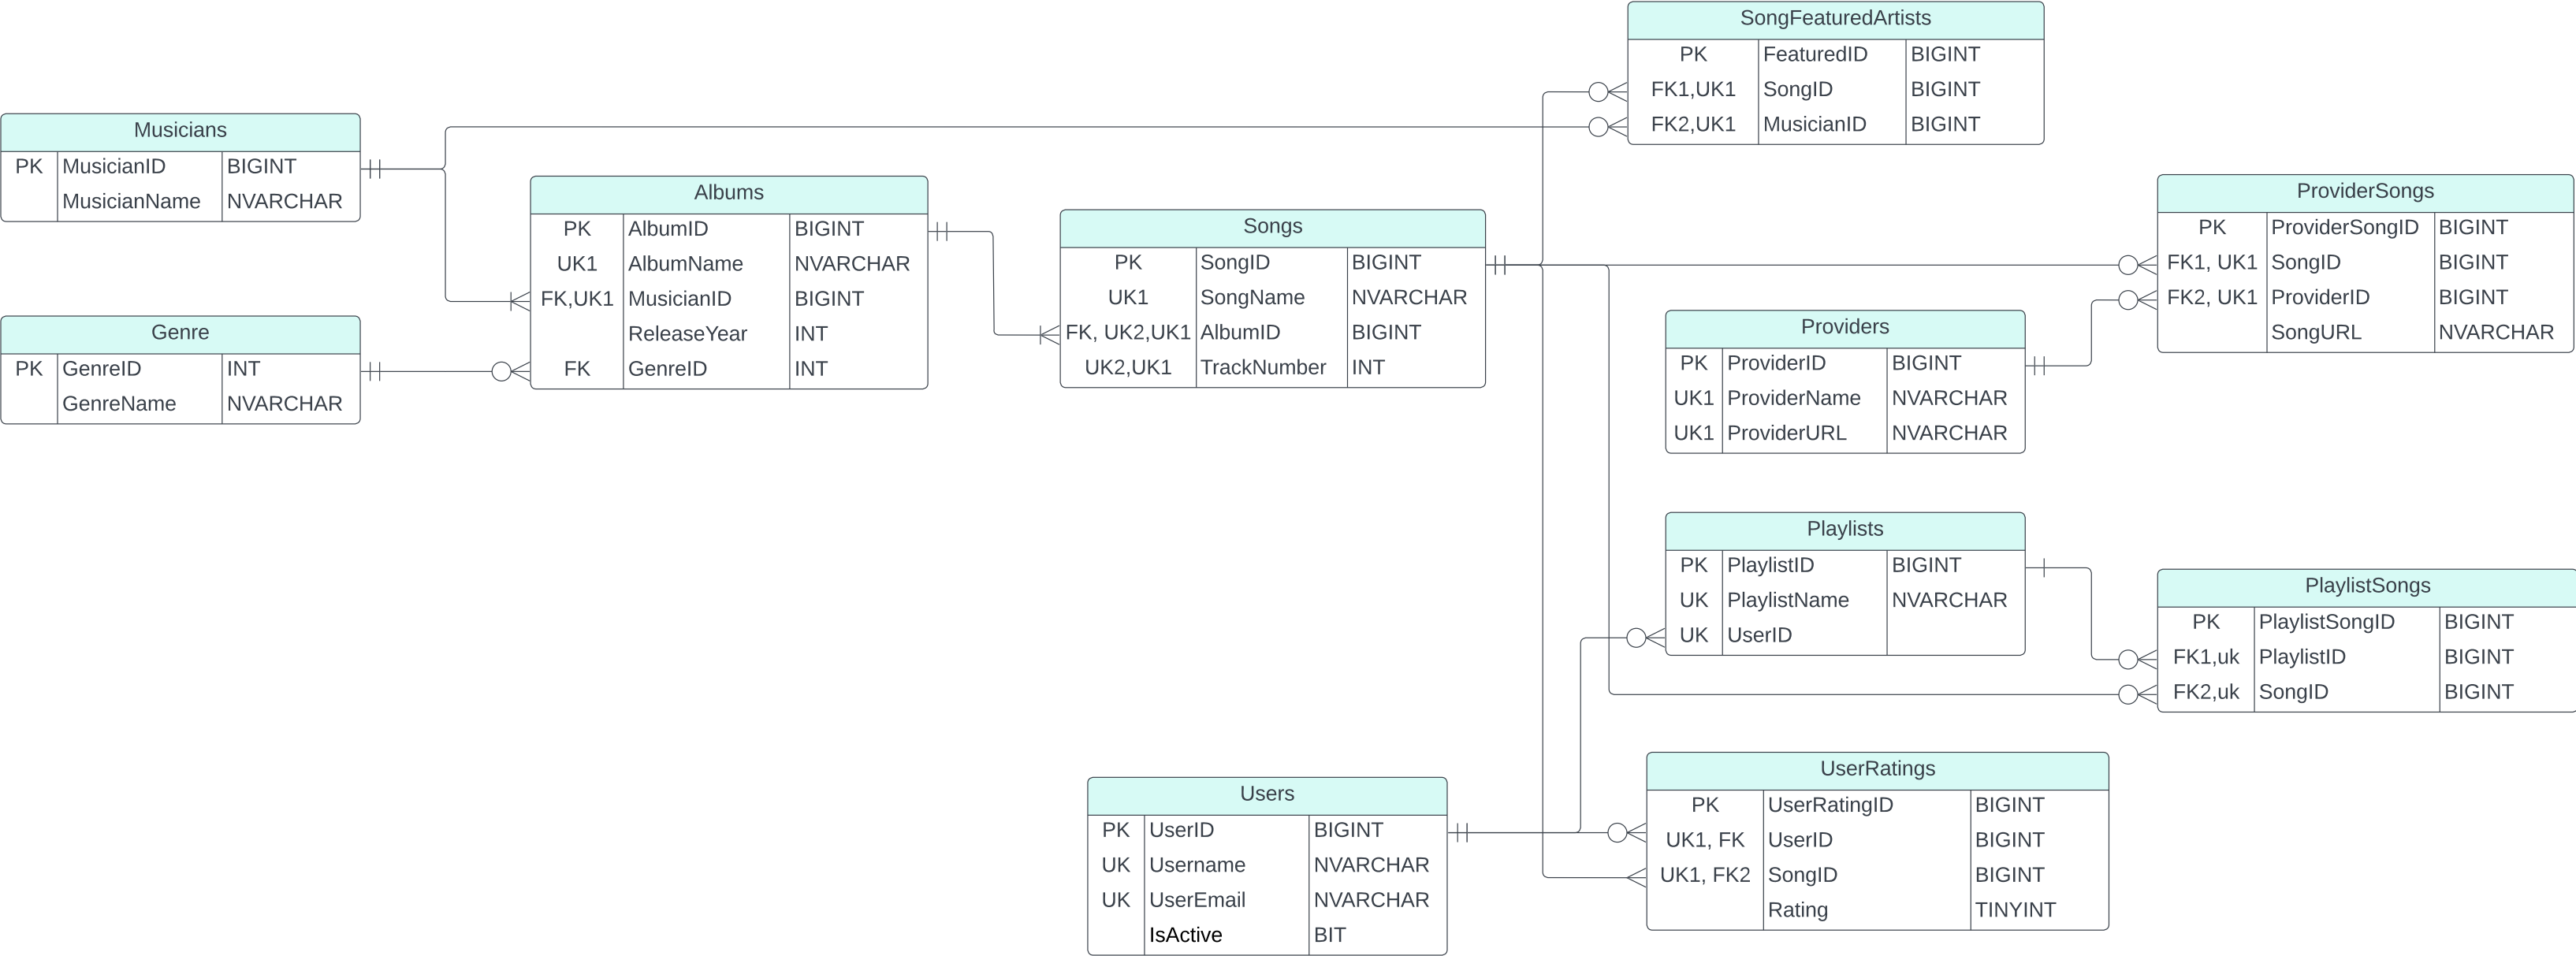 SongFeaturedArtists
PK FeaturedID BIGINT
FK1,UK1 SongID BIGINT
FK2,UK1 MusicianID BIGINT
Musicians
PK MusicianID BIGINT
MusicianName NVARCHAR
Albums
PK AlbumID BIGINT
UK1 AlbumName NVARCHAR
FK,UK1 MusicianID BIGINT
ReleaseYear INT
FK GenreID INT
Songs
PK SongID BIGINT
UK1 SongName NVARCHAR
FK, UK2,UK1 AlbumID BIGINT
UK2,UK1 TrackNumber INT
ProviderSongs
PK ProviderSongID BIGINT
FK1, UK1 SongID BIGINT
FK2, UK1 ProviderID BIGINT
SongURL NVARCHAR
Genre
PK GenreID INT
GenreName NVARCHAR
Providers
PK ProviderID BIGINT
UK1 ProviderName NVARCHAR
UK1 ProviderURL NVARCHAR
Playlists
PK PlaylistID BIGINT
UK PlaylistName NVARCHAR
UK UserID
PlaylistSongs
PK PlaylistSongID BIGINT
FK1,uk PlaylistID BIGINT
FK2,uk SongID BIGINT
Users
PK UserID BIGINT
UK Username NVARCHAR
UK UserEmail NVARCHAR
IsActive BIT
UserRatings
PK UserRatingID BIGINT
UK1, FK UserID BIGINT
UK1, FK2 SongID BIGINT
Rating TINYINT